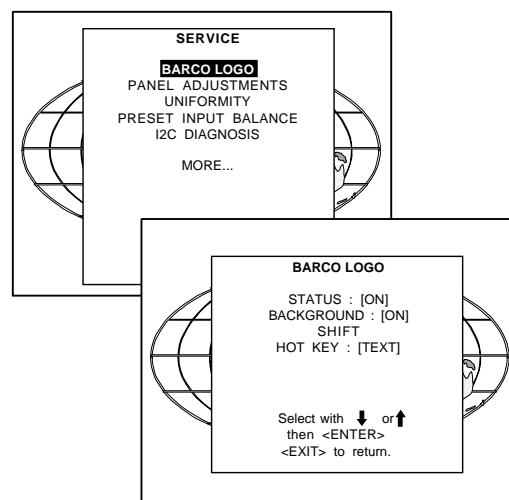 SERVICE
BARCO LOGO
PANEL ADJUSTMENTS
UNIFORMITY
PRESET INPUT BALANCE
I2C DIAGNOSIS
MORE...
BARCO LOGO
STATUS : [ON]
BACKGROUND : [ON]
SHIFT
HOT KEY : [TEXT]
Select with ⬇ or ⬆
then <ENTER>
<EXIT> to return.